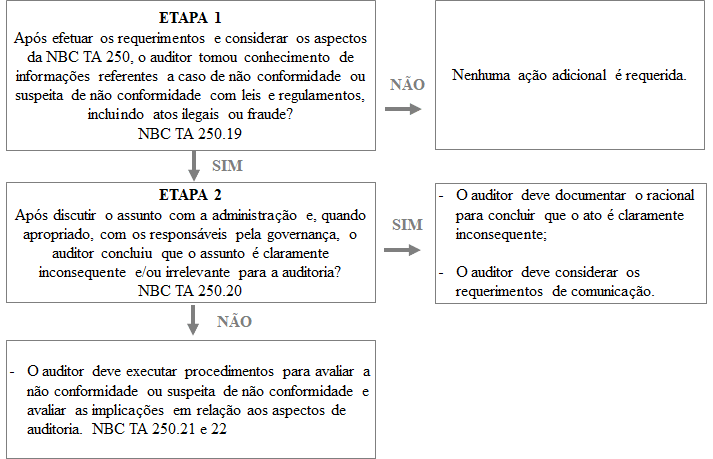 ETAPA 1
Após efetuar os requerimentos e considerar os aspectos
da NBC TA 250, o auditor tomou conhecimento de
informações referentes a caso de não conformidade ou
suspeita de não conformidade com leis e regulamentos,
incluindo atos ilegais ou fraude?
NBC TA 250.19
NÃO
Nenhuma ação adicional é requerida.
SIM
ETAPA 2
Após discutir o assunto com a administração e, quando
apropriado, com os responsáveis pela governança, o
auditor concluiu que o assunto é claramente
inconsequente e/ou irrelevante para a auditoria?
NBC TA 250.20
SIM
- O auditor deve documentar o racional
para concluir que o ato é claramente
inconsequente;
- O auditor deve considerar os
requerimentos de comunicação.
NÃO
- O auditor deve executar procedimentos para avaliar a
não conformidade ou suspeita de não conformidade e
avaliar as implicações em relação aos aspectos de
auditoria. NBC TA 250.21 e 22